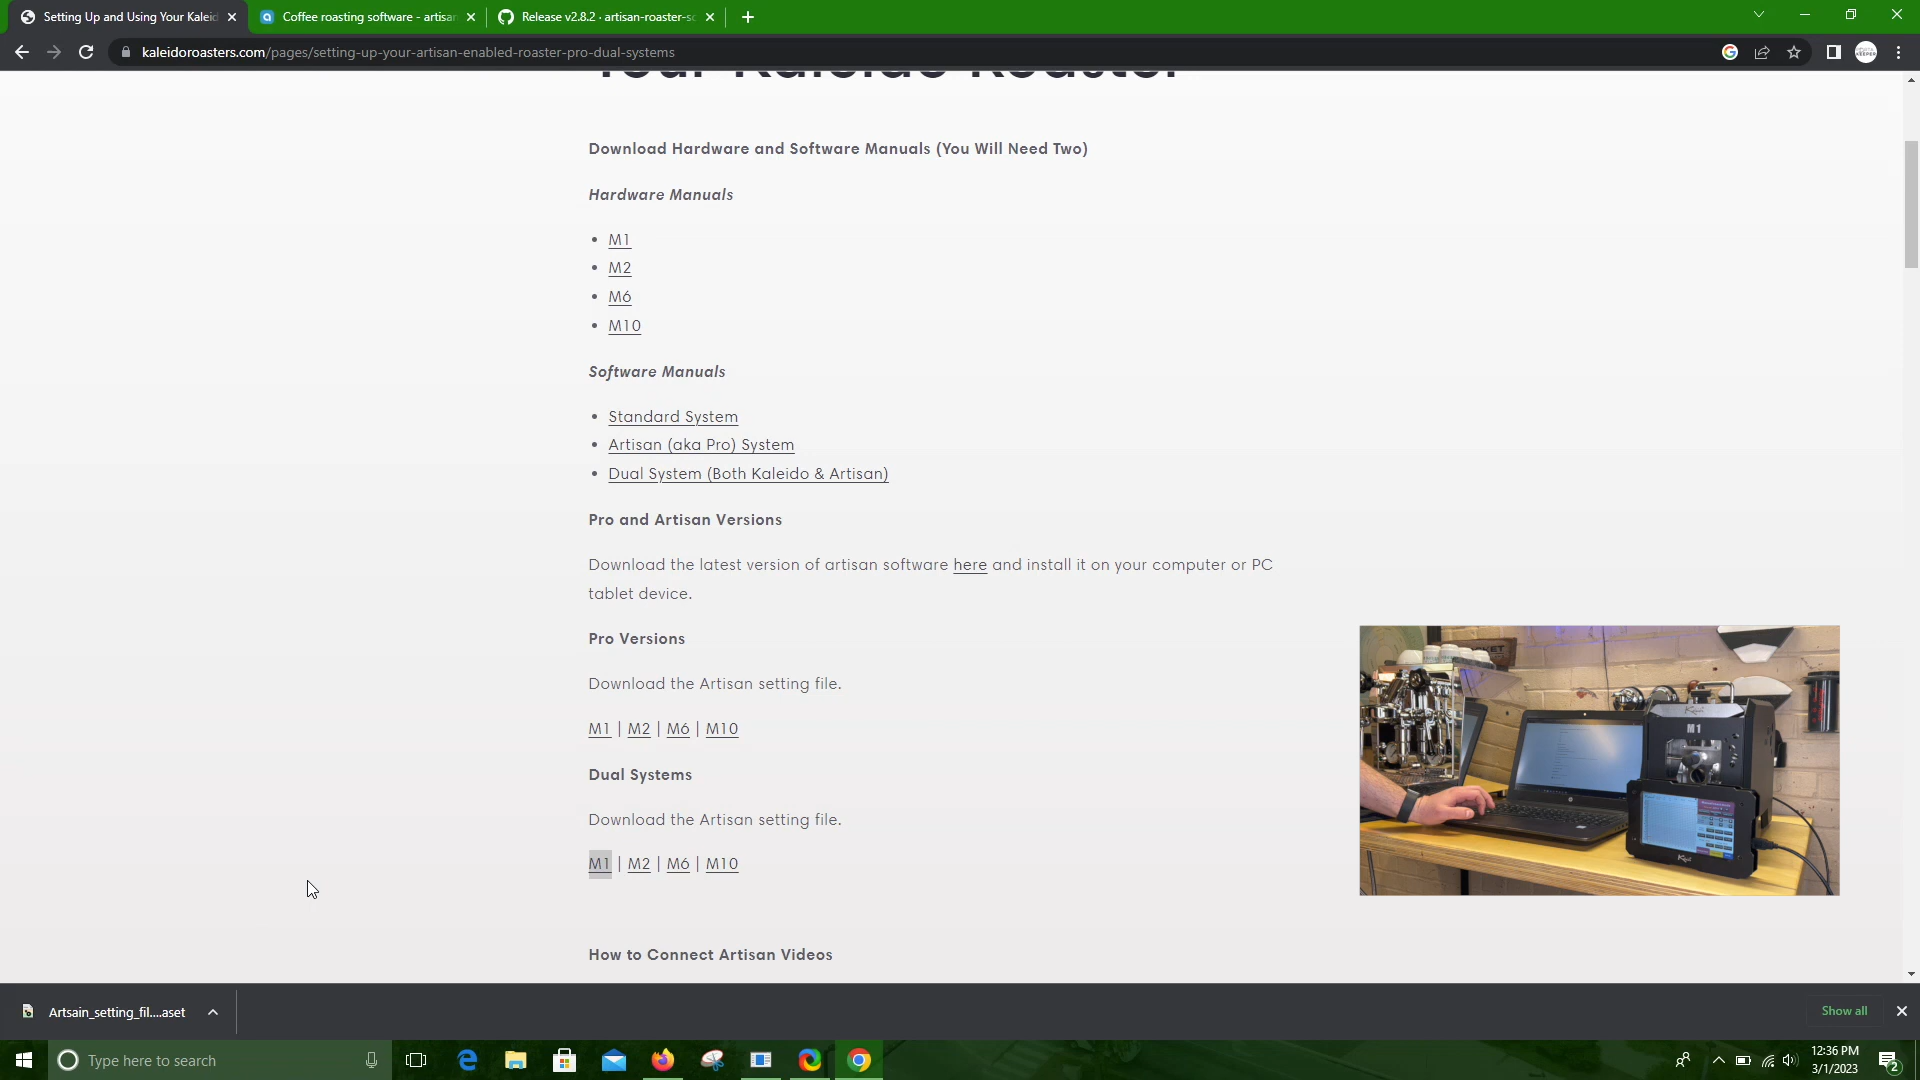 Setting Up and Using Your Kaleid
Coffee roasting software - artisan
Release v2.8.2 · artisan-roaster-sc
kaleidoroasters.com/pages/setting-up-your-artisan-enabled-roaster-pro-dual-systems
Your Kaleido Roaster
Download Hardware and Software Manuals (You Will Need Two)
Hardware Manuals
• M1
• M2
• M6
• M10
Software Manuals
• Standard System
• Artisan (aka Pro) System
• Dual System (Both Kaleido & Artisan)
Pro and Artisan Versions
Download the latest version of artisan software here and install it on your computer or PC
tablet device.
Pro Versions
Download the Artisan setting file.
M1 | M2 | M6 | M10
Dual Systems
Download the Artisan setting file.
M1 | M2 | M6 | M10
How to Connect Artisan Videos
M1
Artsain_setting_fil....aset
Show all
Type here to search
12:36 PM
3/1/2023
2